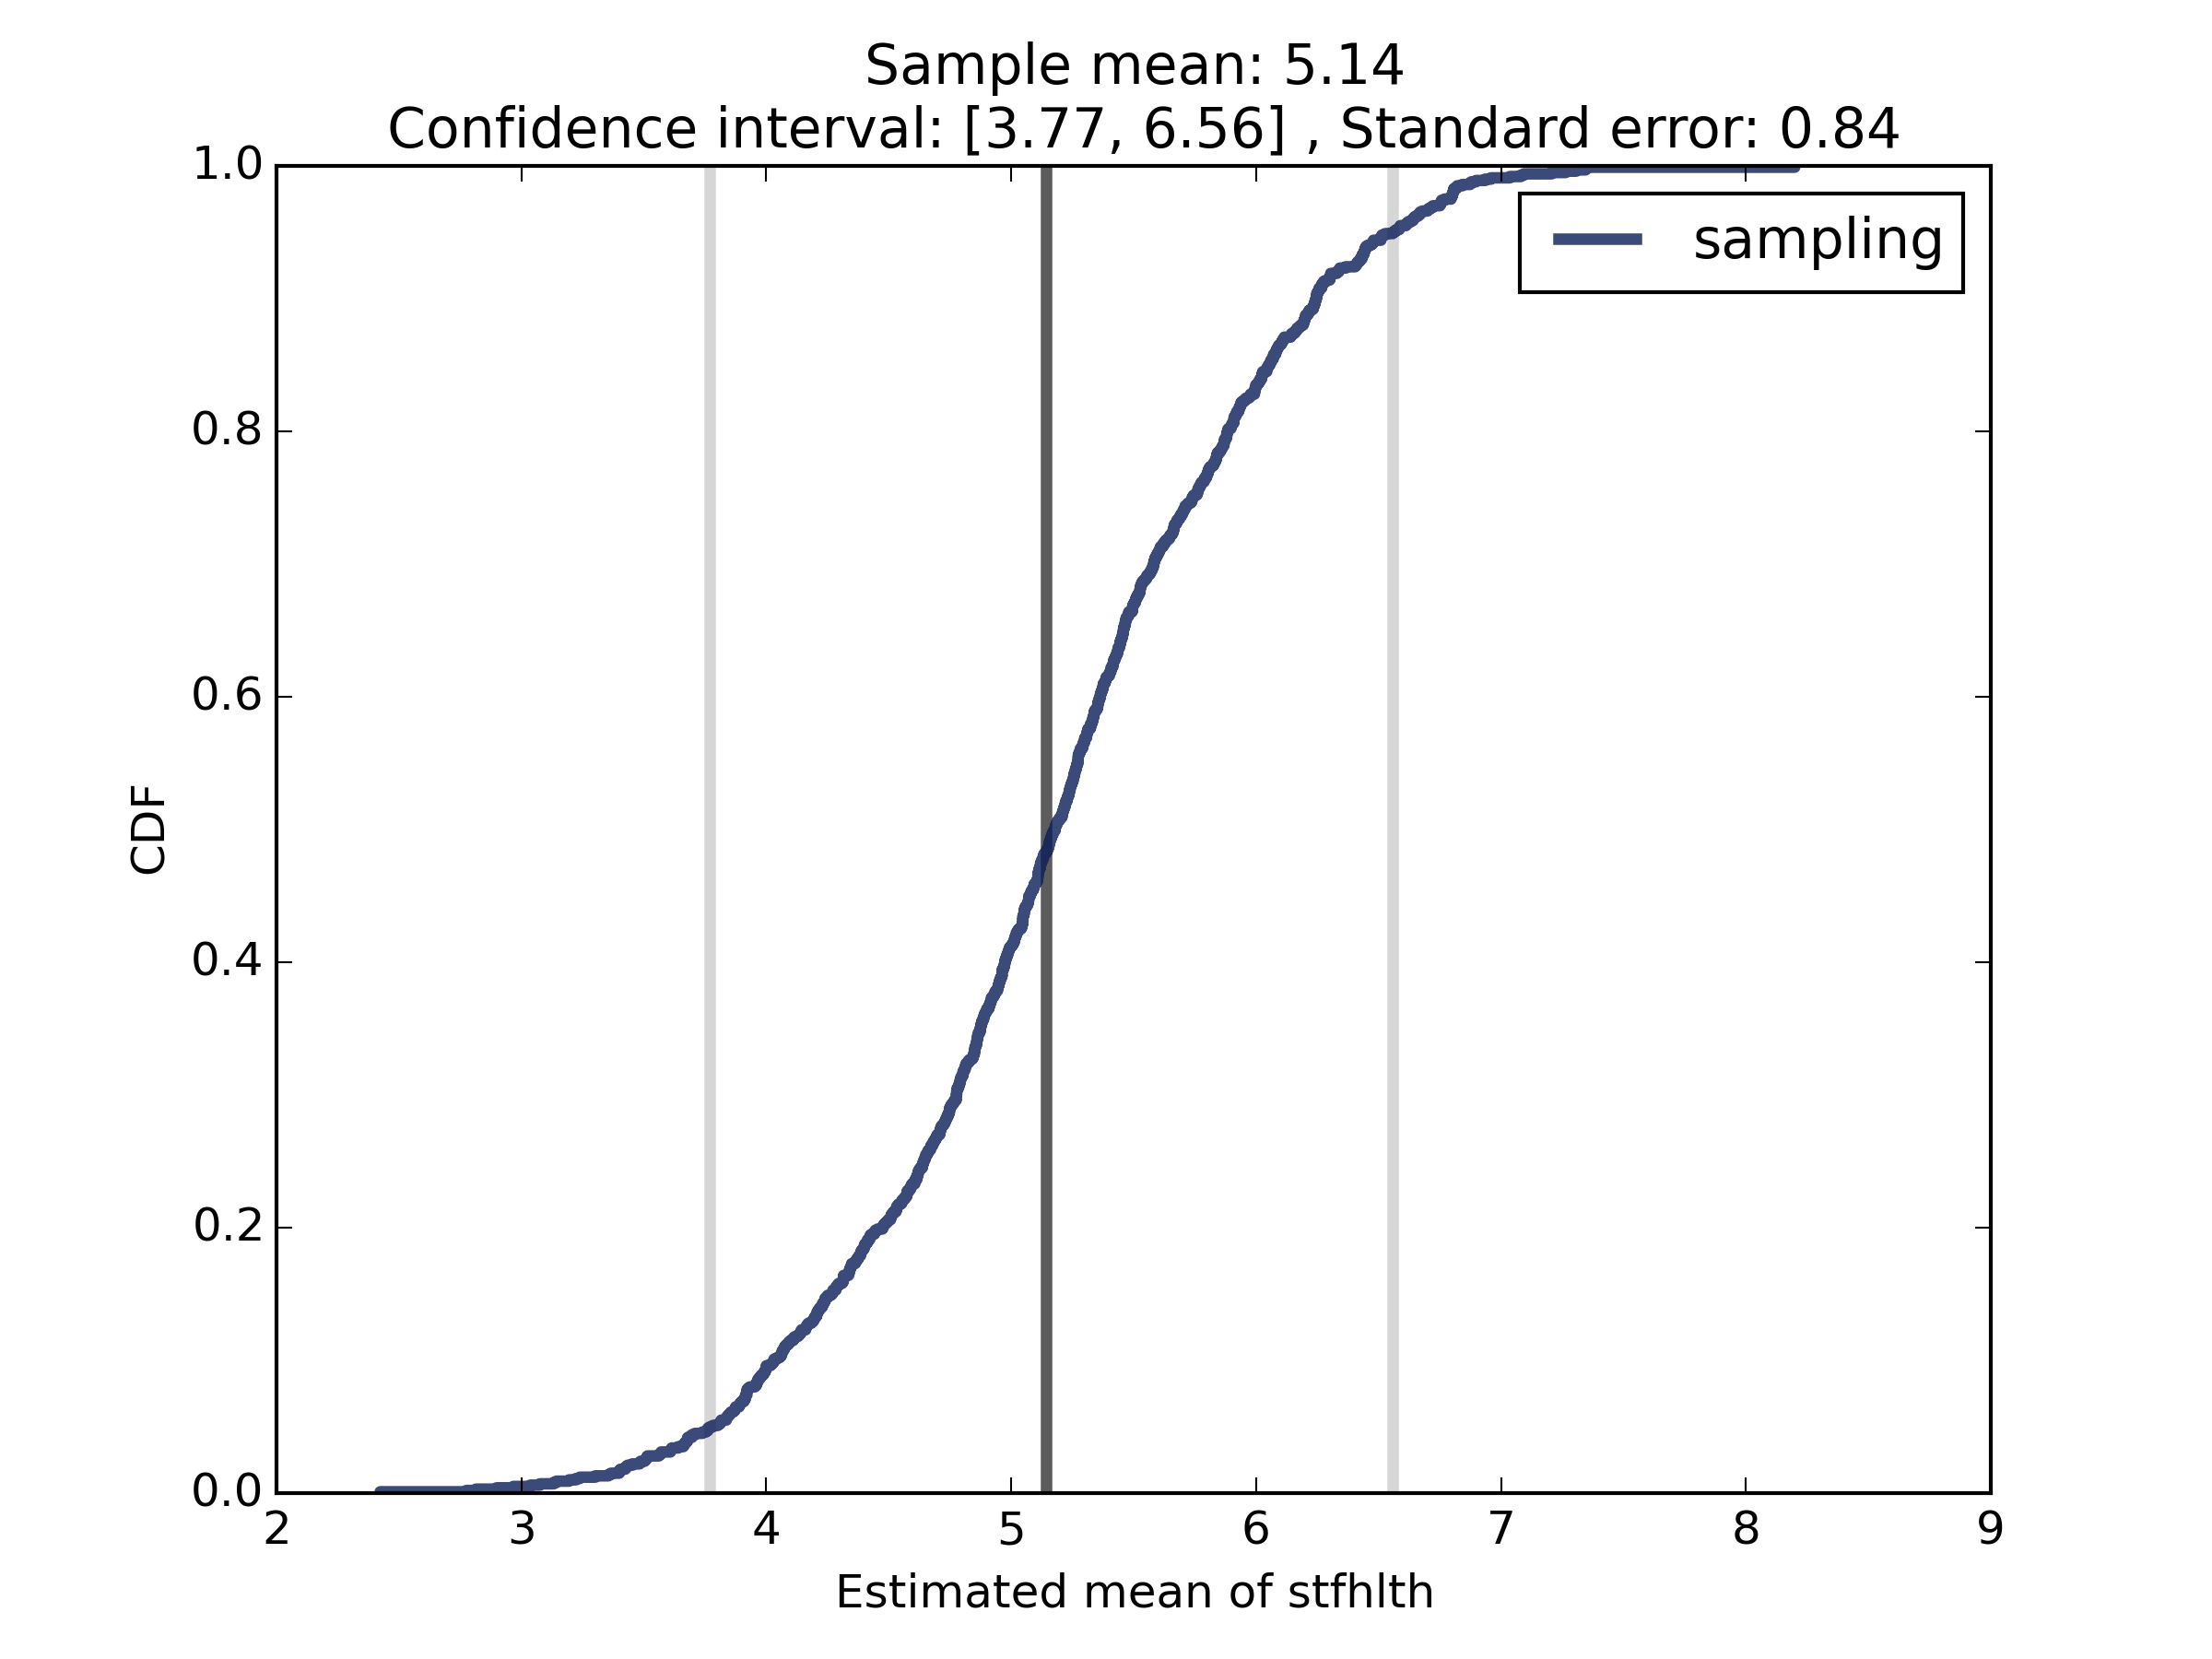 Sample mean: 5.14
Confidence interval: [3.77, 6.56] , Standard error: 0.84
1.0
sampling
0.8
0.6
CDF
0.4
0.2
0.0
2 3 4 5 6 7 8 9
Estimated mean of stfhlth